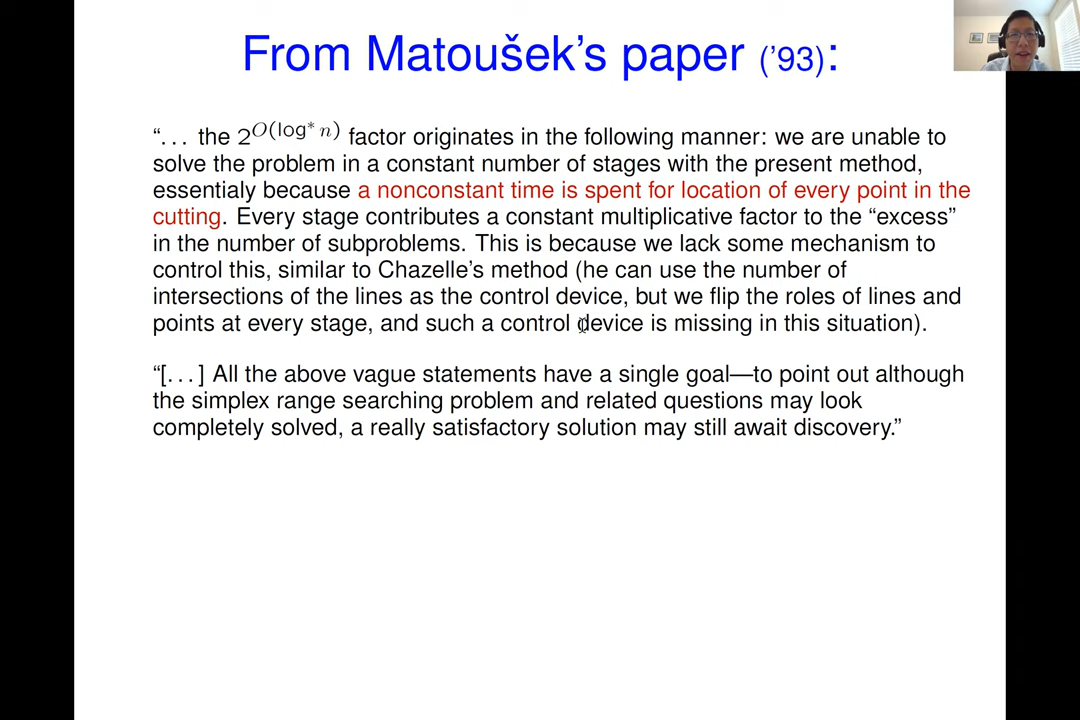 From Matoušek’s paper (’93):
“... the 2^{O(log* n)} factor originates in the following manner: we are unable to
solve the problem in a constant number of stages with the present method,
essentialy because a nonconstant time is spent for location of every point in the
cutting. Every stage contributes a constant multiplicative factor to the “excess”
in the number of subproblems. This is because we lack some mechanism to
control this, similar to Chazelle’s method (he can use the number of
intersections of the lines as the control device, but we flip the roles of lines and
points at every stage, and such a control device is missing in this situation).
“[...] All the above vague statements have a single goal—to point out although
the simplex range searching problem and related questions may look
completely solved, a really satisfactory solution may still await discovery.”